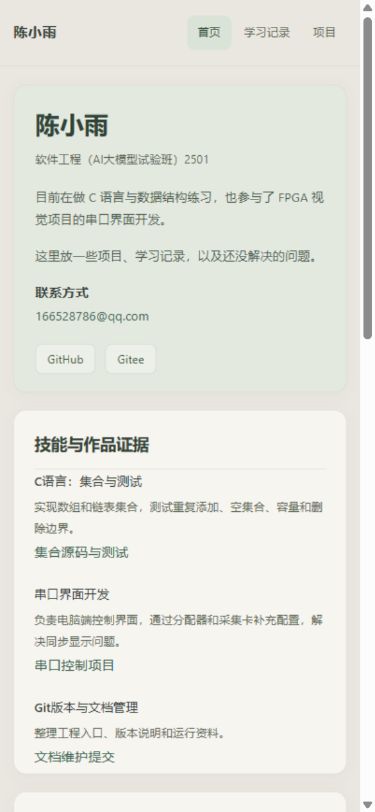 陈小雨
首页
学习记录
项目
陈小雨
软件工程（AI大模型试验班）2501
目前在做 C 语言与数据结构练习，也参与了 FPGA 视
觉项目的串口界面开发。
这里放一些项目、学习记录，以及还没解决的问题。
联系方式
166528786@qq.com
GitHub
Gitee
技能与作品证据
C语言：集合与测试
实现数组和链表集合，测试重复添加、空集合、容量和删
除边界。
集合源码与测试
串口界面开发
负责电脑端控制界面，通过分配器和采集卡补充配置，解
决同步显示问题。
串口控制项目
Git版本与文档管理
整理工程入口、版本说明和运行资料。
文档维护提交